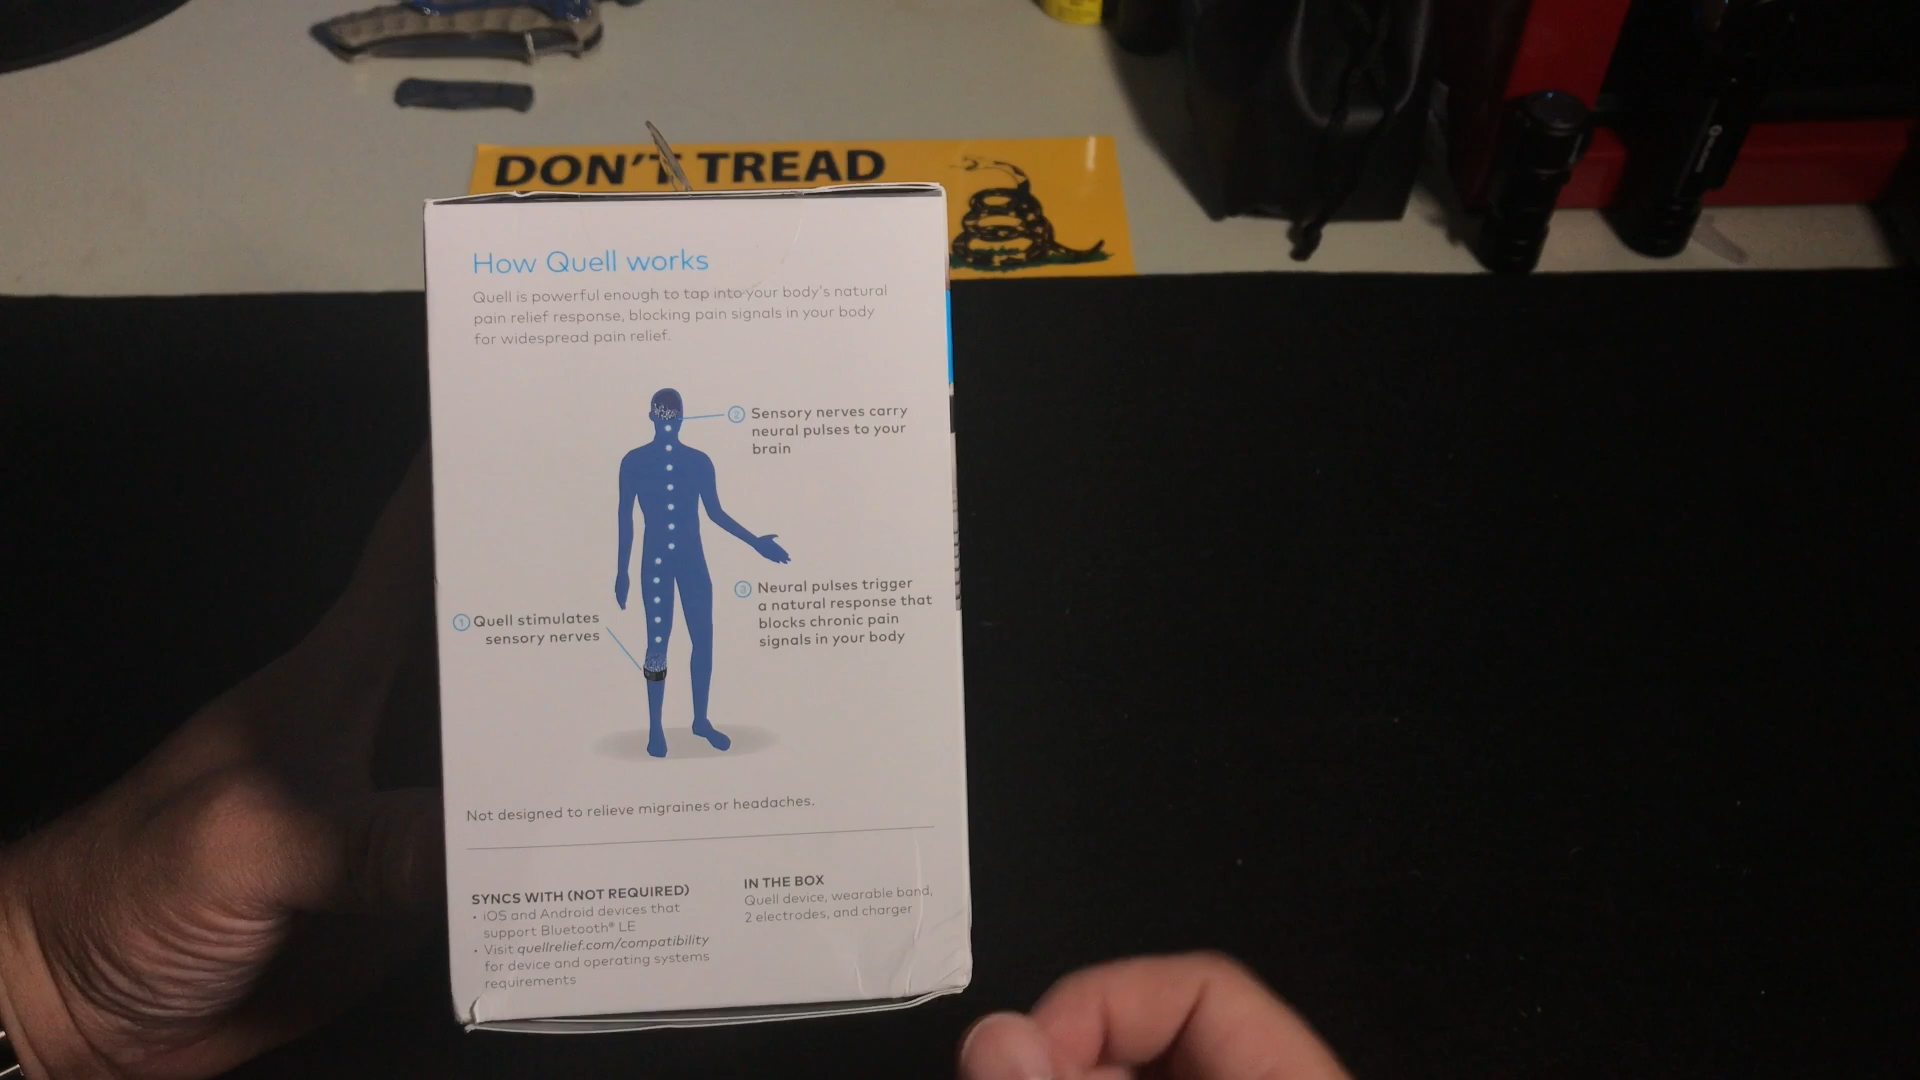 DON'T TREAD
How Quell works
Quell is powerful enough to tap into your body's natural
pain relief response, blocking pain signals in your body
for widespread pain relief.
2 Sensory nerves carry
neural pulses to your
brain
3 Neural pulses trigger
a natural response that
blocks chronic pain
signals in your body
1 Quell stimulates
sensory nerves
Not designed to relieve migraines or headaches.
SYNCS WITH (NOT REQUIRED)
• iOS and Android devices that
support Bluetooth® LE
• Visit quellrelief.com/compatibility
for device and operating systems
requirements
IN THE BOX
Quell device, wearable band,
2 electrodes, and charger